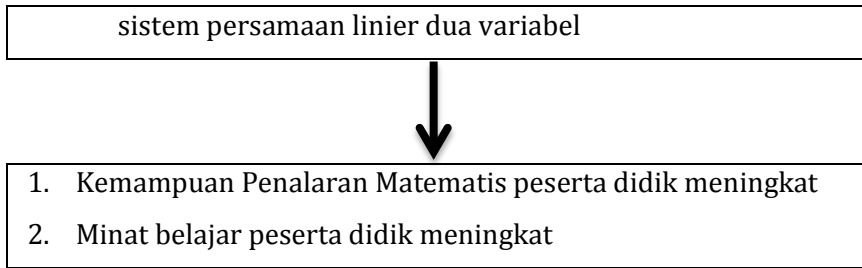 sistem persamaan linier dua variabel
1. Kemampuan Penalaran Matematis peserta didik meningkat
2. Minat belajar peserta didik meningkat